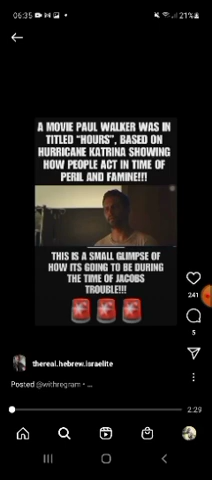 06:35
21%
A MOVIE PAUL WALKER WAS IN
TITLED "HOURS", BASED ON
HURRICANE KATRINA SHOWING
HOW PEOPLE ACT IN TIME OF
PERIL AND FAMINE!!!
THIS IS A SMALL GLIMPSE OF
HOW ITS GOING TO BE DURING
THE TIME OF JACOBS
TROUBLE!!!
241
5
thereal.hebrew.israelite
Posted @withregram • ...
2:29